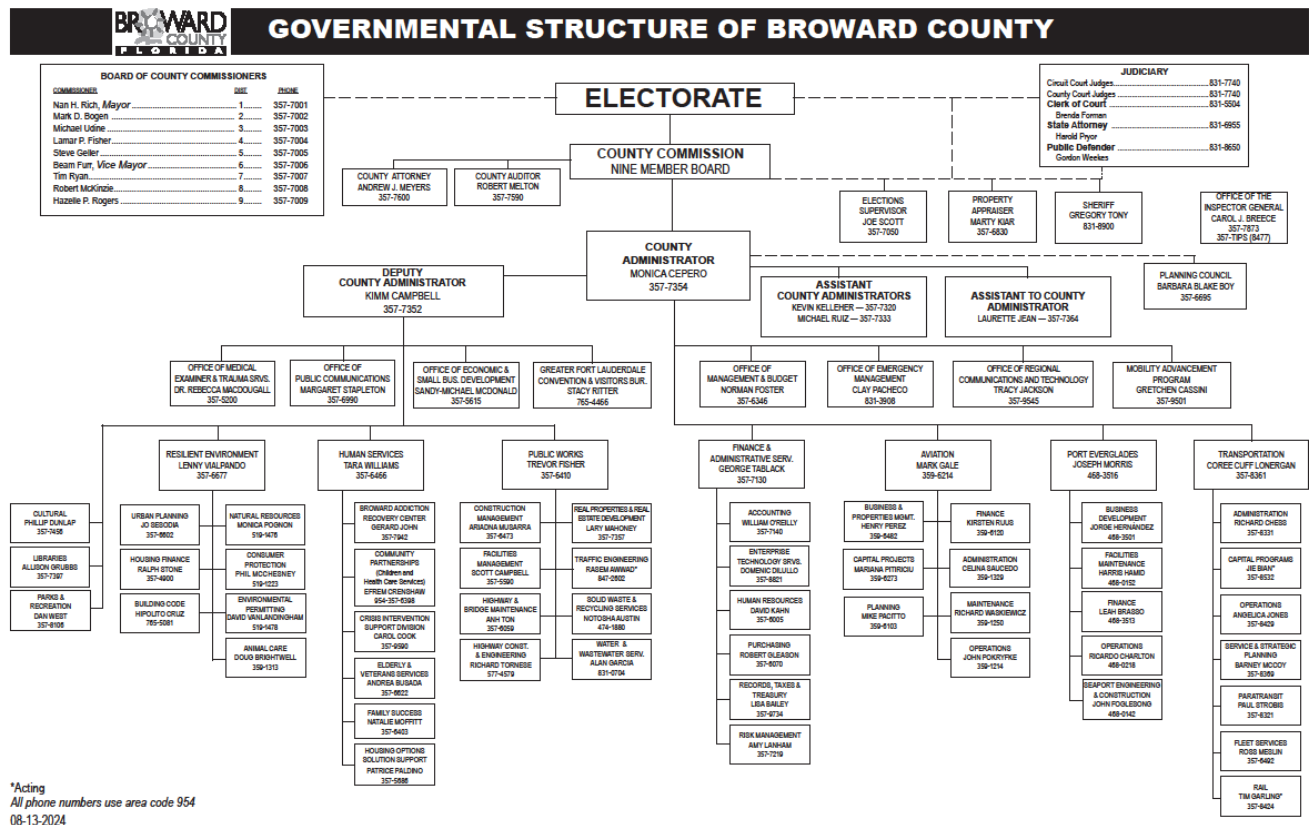 BROWARD
COUNTY
FLORIDA
GOVERNMENTAL STRUCTURE OF BROWARD COUNTY
BOARD OF COUNTY COMMISSIONERS
COMMISSIONER DIST PHONE
Nan H. Rich, Mayor 1 357-7001
Mark D. Bogen 2 357-7002
Michael Udine 3 357-7003
Lamar P. Fisher 4 357-7004
Steve Geller 5 357-7005
Beam Furr, Vice Mayor 6 357-7006
Tim Ryan 7 357-7007
Robert McKinzie 8 357-7008
Hazelle P. Rogers 9 357-7009
ELECTORATE
JUDICIARY
Circuit Court Judges 831-7740
County Court Judges 831-7740
Clerk of Court 831-5504
Brenda Forman
State Attorney 831-6955
Harold Pryor
Public Defender 831-8650
Gordon Weekes
COUNTY COMMISSION
NINE MEMBER BOARD
COUNTY ATTORNEY
ANDREW J. MEYERS
357-7600
COUNTY AUDITOR
ROBERT MELTON
357-7590
ELECTIONS
SUPERVISOR
JOE SCOTT
357-7050
PROPERTY
APPRAISER
MARTY KIAR
357-6830
SHERIFF
GREGORY TONY
831-8900
OFFICE OF THE
INSPECTOR GENERAL
CAROL J. BREECE
357-7873
357-TIPS (8477)
COUNTY
ADMINISTRATOR
MONICA CEPERO
357-7354
DEPUTY
COUNTY ADMINISTRATOR
KIMM CAMPBELL
357-7352
ASSISTANT
COUNTY ADMINISTRATORS
KEVIN KELLEHER — 357-7320
MICHAEL RUIZ — 357-7333
ASSISTANT TO COUNTY
ADMINISTRATOR
LAURETTE JEAN — 357-7364
PLANNING COUNCIL
BARBARA BLAKE BOY
357-6695
OFFICE OF MEDICAL
EXAMINER & TRAUMA SRVS.
DR. REBECCA MACDOUGALL
357-5200
OFFICE OF
PUBLIC COMMUNICATIONS
MARGARET STAPLETON
357-6990
OFFICE OF ECONOMIC &
SMALL BUS. DEVELOPMENT
SANDY-MICHAEL MCDONALD
357-5615
GREATER FORT LAUDERDALE
CONVENTION & VISITORS BUR.
STACY RITTER
765-4466
OFFICE OF
MANAGEMENT & BUDGET
NORMAN FOSTER
357-6346
OFFICE OF EMERGENCY
MANAGEMENT
CLAY PACHECO
831-3908
OFFICE OF REGIONAL
COMMUNICATIONS AND TECHNOLOGY
TRACY JACKSON
357-9545
MOBILITY ADVANCEMENT
PROGRAM
GRETCHEN CASSINI
357-9501
RESILIENT ENVIRONMENT
LENNY VIALPANDO
357-6677
HUMAN SERVICES
TARA WILLIAMS
357-6466
PUBLIC WORKS
TREVOR FISHER
357-6410
FINANCE &
ADMINISTRATIVE SERV.
GEORGE TABLACK
357-7130
AVIATION
MARK GALE
359-6214
PORT EVERGLADES
JOSEPH MORRIS
468-3516
TRANSPORTATION
COREE CUFF LONERGAN
357-8361
CULTURAL
PHILLIP DUNLAP
357-7456
LIBRARIES
ALLISON GRUBBS
357-7397
PARKS &
RECREATION
DAN WEST
357-8106
URBAN PLANNING
JO SESODIA
357-6602
HOUSING FINANCE
RALPH STONE
357-4900
BUILDING CODE
HIPOLITO CRUZ
765-5081
NATURAL RESOURCES
MONICA POGNON
519-1476
CONSUMER
PROTECTION
PHIL MCCHESNEY
519-1223
ENVIRONMENTAL
PERMITTING
DAVID VANLANDINGHAM
519-1478
ANIMAL CARE
DOUG BRIGHTWELL
359-1313
BROWARD ADDICTION
RECOVERY CENTER
GERARD JOHN
357-7942
COMMUNITY
PARTNERSHIPS
(Children and
Health Care Services)
EFREM CRENSHAW
954-357-6398
CRISIS INTERVENTION
SUPPORT DIVISION
CAROL COOK
357-9590
ELDERLY &
VETERANS SERVICES
ANDREA BUSADA
357-6622
FAMILY SUCCESS
NATALIE MOFFITT
357-6403
HOUSING OPTIONS
SOLUTION SUPPORT
PATRICE PALDINO
357-5686
CONSTRUCTION
MANAGEMENT
ARIADNA MUSARRA
357-6473
FACILITIES
MANAGEMENT
SCOTT CAMPBELL
357-5590
HIGHWAY &
BRIDGE MAINTENANCE
ANH TON
357-6059
HIGHWAY CONST.
& ENGINEERING
RICHARD TORNESE
577-4579
REAL PROPERTIES & REAL
ESTATE DEVELOPMENT
LARY MAHONEY
357-7357
TRAFFIC ENGINEERING
RASEM AWWAD*
847-2602
SOLID WASTE &
RECYCLING SERVICES
NOTOSHA AUSTIN
474-1880
WATER &
WASTEWATER SERV.
ALAN GARCIA
831-0704
ACCOUNTING
WILLIAM O'REILLY
357-7140
ENTERPRISE
TECHNOLOGY SRVS.
DOMENIC DILULLO
357-8821
HUMAN RESOURCES
DAVID KAHN
357-6005
PURCHASING
ROBERT GLEASON
357-6070
RECORDS, TAXES &
TREASURY
LISA BAILEY
357-9734
RISK MANAGEMENT
AMY LANHAM
357-7219
BUSINESS &
PROPERTIES MGMT.
HENRY PEREZ
359-6482
CAPITAL PROJECTS
MARIANA PITIRICIU
359-6273
PLANNING
MIKE PACITTO
359-6103
FINANCE
KIRSTEN RUUS
359-6120
ADMINISTRATION
CELINA SAUCEDO
359-1329
MAINTENANCE
RICHARD WASKIEWICZ
359-1250
OPERATIONS
JOHN POKRYFKE
359-1214
BUSINESS
DEVELOPMENT
JORGE HERNÁNDEZ
468-3501
FACILITIES
MAINTENANCE
HARRIS HAMID
468-0152
FINANCE
LEAH BRASSO
468-3513
OPERATIONS
RICARDO CHARLTON
468-0218
SEAPORT ENGINEERING
& CONSTRUCTION
JOHN FOGLESONG
468-0142
ADMINISTRATION
RICHARD CHESS
357-8331
CAPITAL PROGRAMS
JIE BIAN*
357-8532
OPERATIONS
ANGELICA JONES
357-8429
SERVICE & STRATEGIC
PLANNING
BARNEY MCCOY
357-8369
PARATRANSIT
PAUL STROBIS
357-8321
FLEET SERVICES
ROSS MESLIN
357-6492
RAIL
TIM GARLING*
357-8424
*Acting
All phone numbers use area code 954
08-13-2024